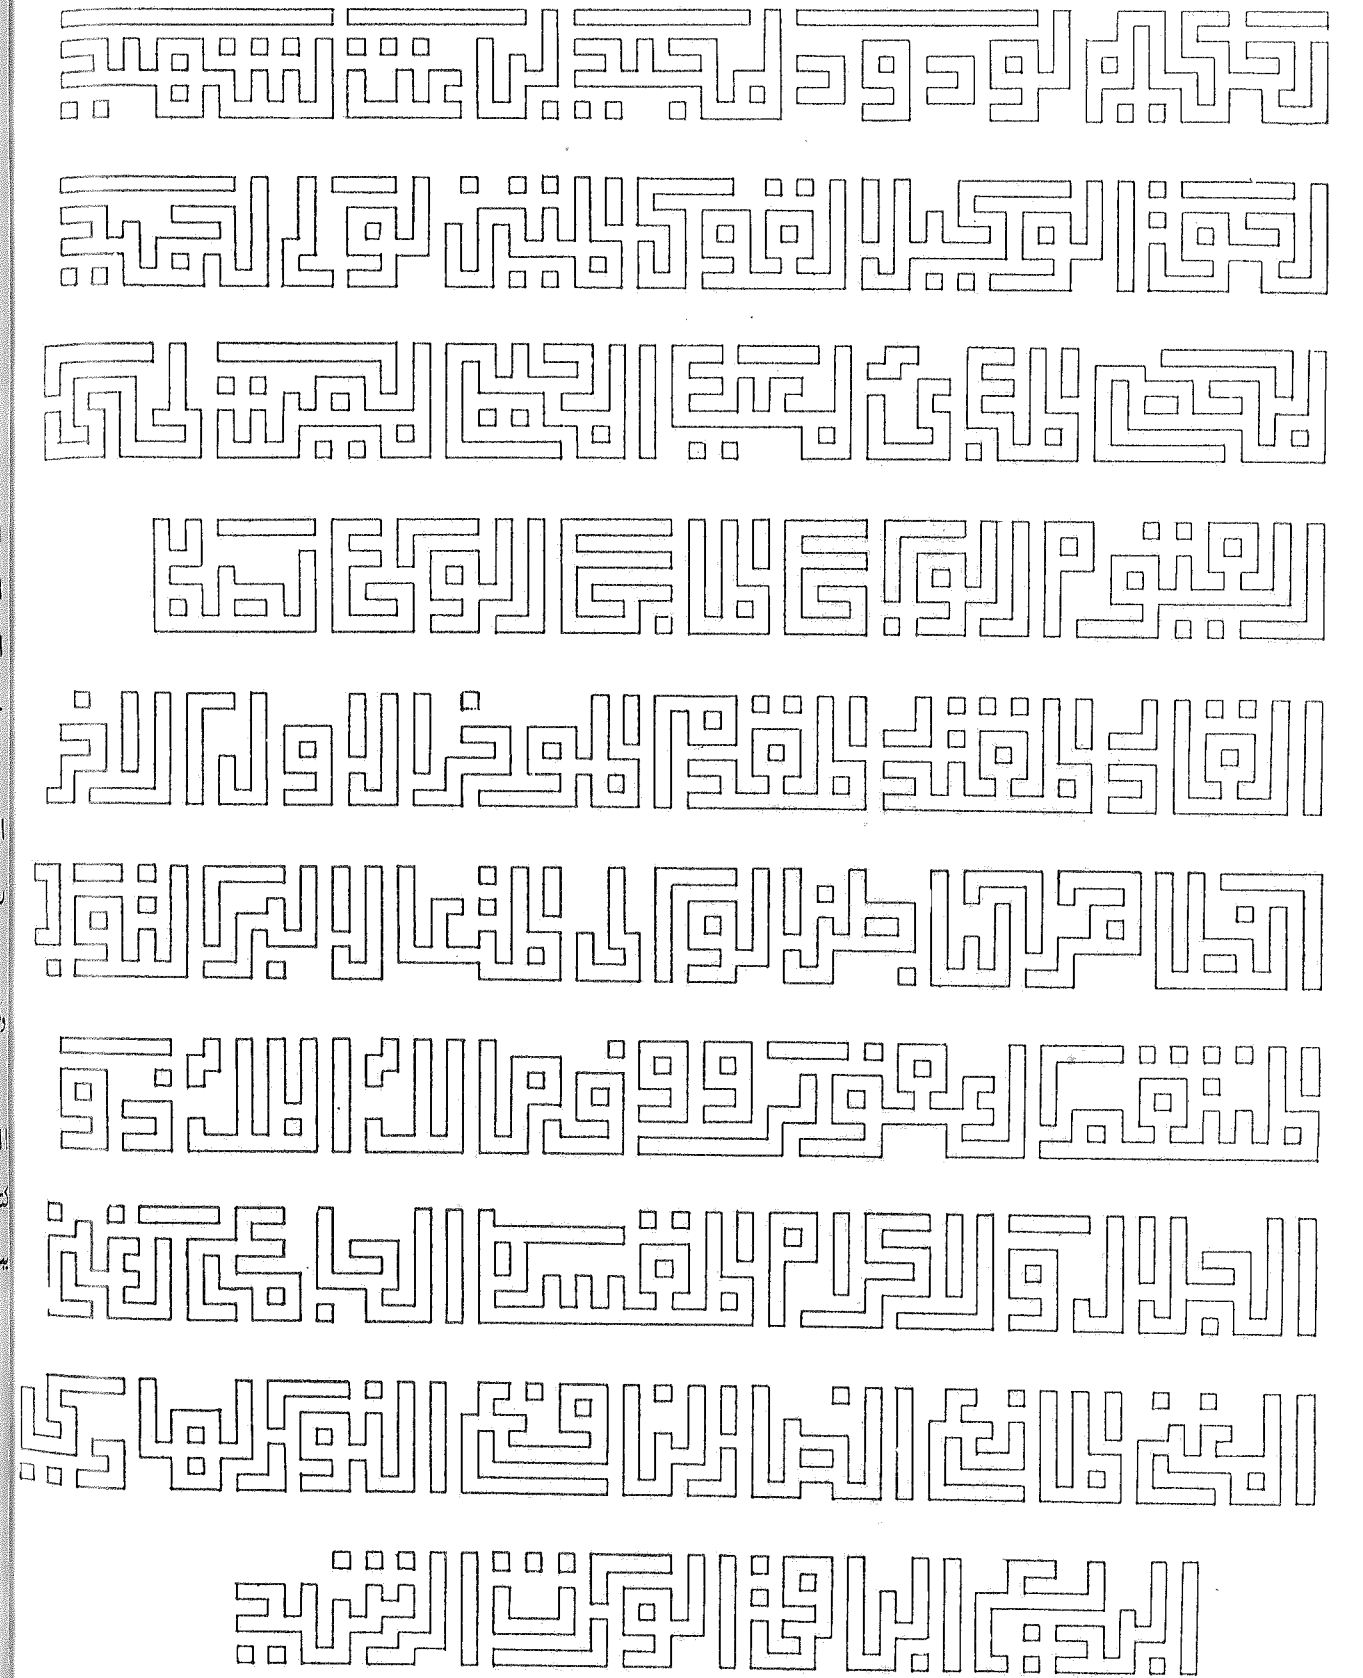 الحكيم الودود المجيد الباعث الشهيد
الحق الوكيل القوي المتين الولي الحميد
المحصي المبدئ المعيد المحيي المميت الحي
القيوم الواجد الماجد الواحد الصمد
القادر المقتدر المقدم المؤخر الاول الاخر
الظاهر الباطن الوالي المتعالي البر التواب
المنتقم العفو الرووف مالك الملك ذو
الجلال والاكرام المقسط الجامع الغني
المغني المانع الضار النافع النور الهادي
البديع الباقي الوارث الرشيد